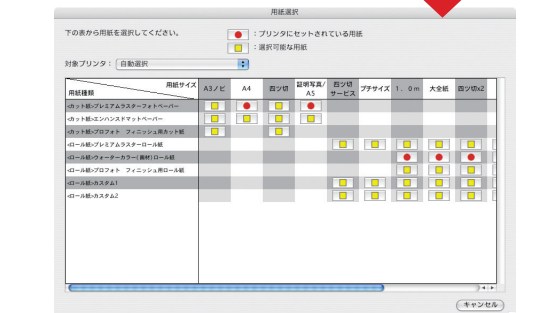 用紙選択
下の表から用紙を選択してください。
：プリンタにセットされている用紙
：選択可能な用紙
対象プリンタ： 自動選択
用紙サイズ
用紙種類
A3ノビ A4 四ツ切 証明写真/A5 四ツ切サービス プチサイズ 1．0m 大全紙 四ツ切x2
<カット紙>プレミアムラスターフォトペーパー
<カット紙>エンハンスドマットペーパー
<カット紙>プロフォト フィニッシュ用カット紙
<ロール紙>プレミアムラスターロール紙
<ロール紙>ウォーターカラー(画材)ロール紙
<ロール紙>プロフォト フィニッシュ用ロール紙
<ロール紙>カスタム1
<ロール紙>カスタム2
キャンセル